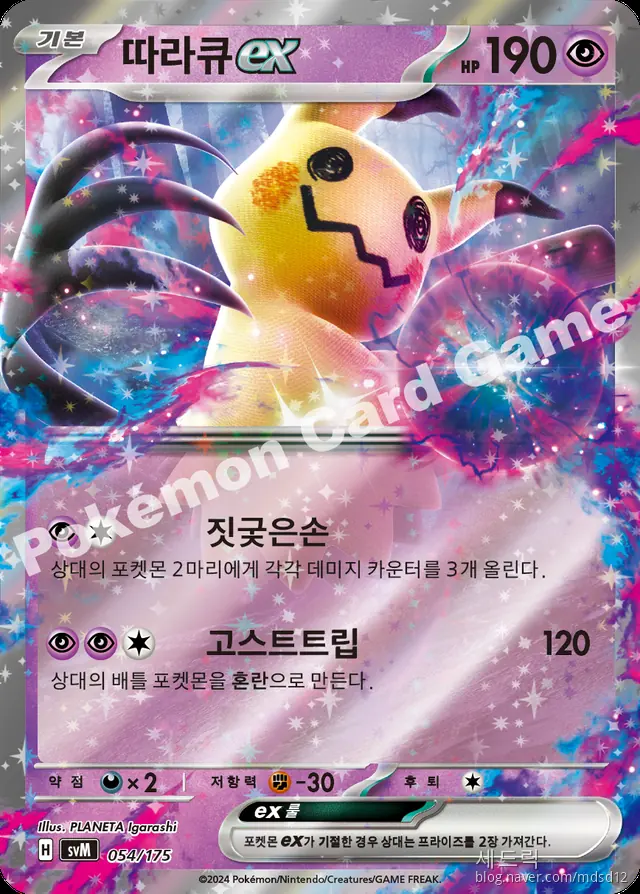 기본
따라큐ex
HP 190
Pokémon Card Game
짓궂은손
상대의 포켓몬 2마리에게 각각 데미지 카운터를 3개 올린다.
고스트트립 120
상대의 배틀 포켓몬을 혼란으로 만든다.
약점 ×2 저항력 -30 후퇴
ex 룰
포켓몬 ex가 기절한 경우 상대는 프라이즈를 2장 가져간다.
Illus. PLANETA Igarashi
H svM 054/175
©2024 Pokémon/Nintendo/Creatures/GAME FREAK.
세드릭
blog.naver.com/mdsd12